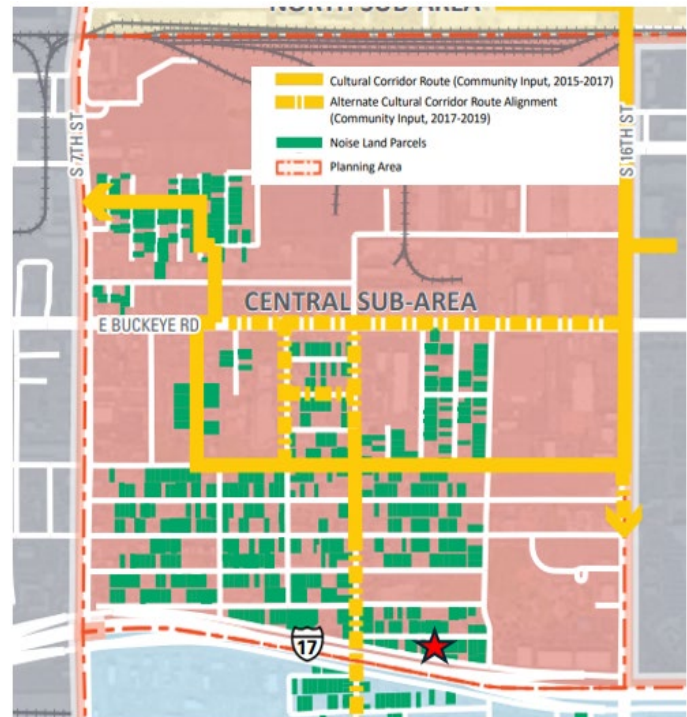 NORTH SUB-AREA
Cultural Corridor Route (Community Input, 2015-2017)
Alternate Cultural Corridor Route Alignment
(Community Input, 2017-2019)
Noise Land Parcels
Planning Area
S 7TH ST
S 16TH ST
CENTRAL SUB-AREA
E BUCKEYE RD
17